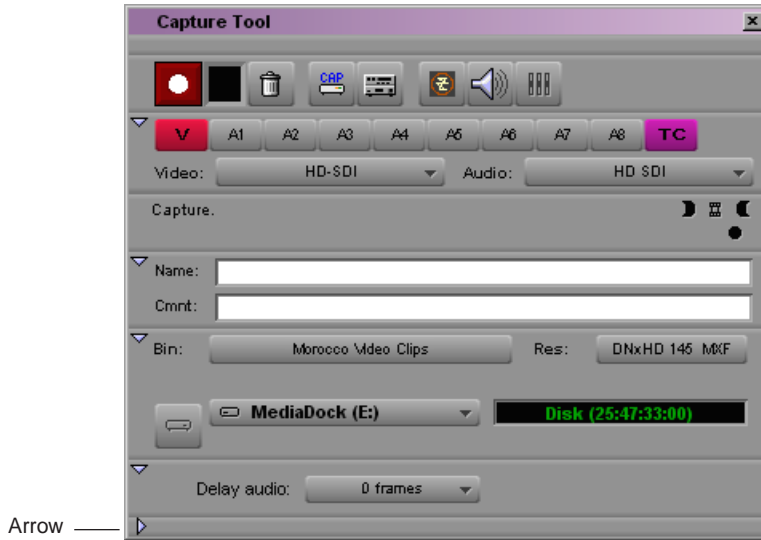 Capture Tool
CAP
V A1 A2 A3 A4 A5 A6 A7 A8 TC
Video: HD-SDI Audio: HD SDI
Capture.
Name:
Cmnt:
Bin: Morocco Video Clips Res: DNxHD 145 MXF
MediaDock (E:) Disk (25:47:33:00)
Delay audio: 0 frames
Arrow